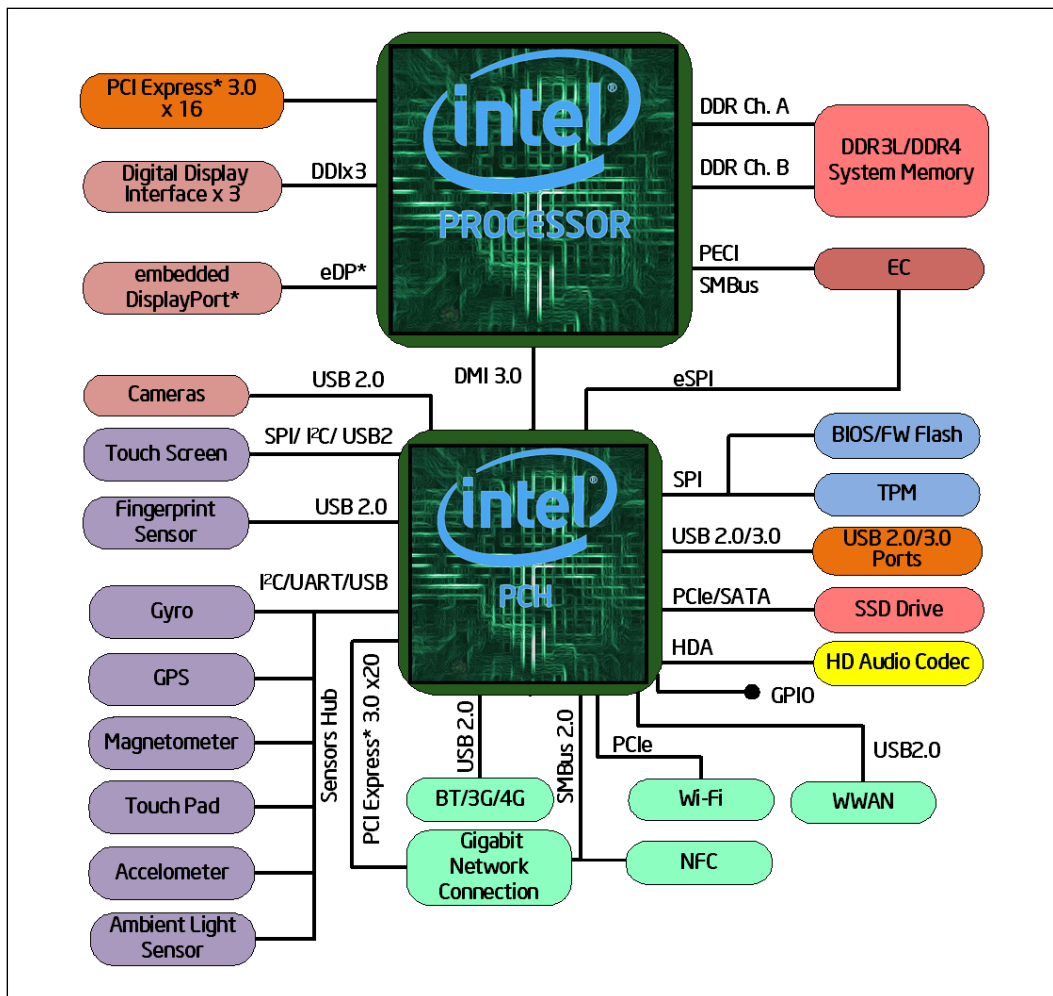 PCI Express* 3.0
x 16
Digital Display
Interface x 3
DDIx3
embedded
DisplayPort*
eDP*
intel®
PROCESSOR
DDR Ch. A
DDR Ch. B
DDR3L/DDR4
System Memory
PECI
SMBus
EC
DMI 3.0
eSPI
Cameras
USB 2.0
Touch Screen
SPI/ I²C/ USB2
Fingerprint
Sensor
USB 2.0
intel®
PCH
SPI
BIOS/FW Flash
TPM
USB 2.0/3.0
USB 2.0/3.0
Ports
PCIe/SATA
SSD Drive
HDA
HD Audio Codec
GPIO
I²C/UART/USB
Gyro
GPS
Magnetometer
Touch Pad
Accelometer
Ambient Light
Sensor
Sensors Hub
PCI Express* 3.0 x20
USB 2.0
SMBus 2.0
PCIe
USB2.0
BT/3G/4G
Wi-Fi
WWAN
Gigabit
Network
Connection
NFC